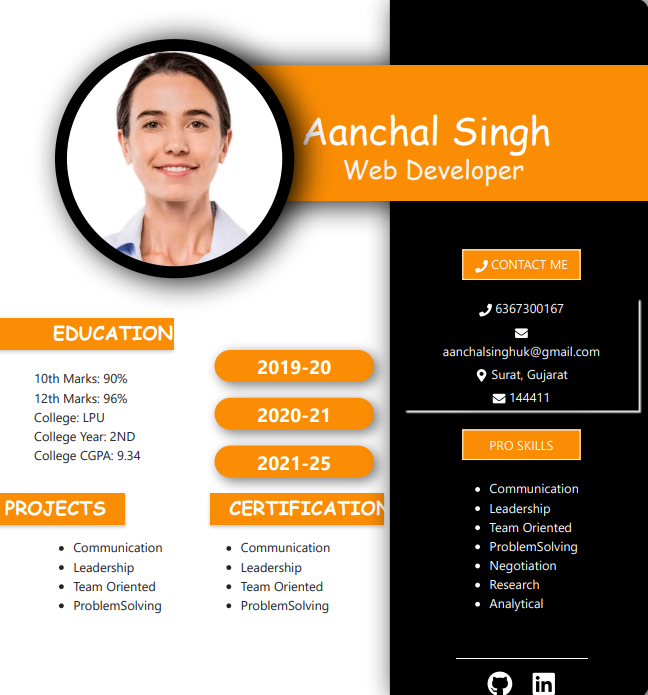 Aanchal Singh
Web Developer
CONTACT ME
6367300167
aanchalsinghuk@gmail.com
Surat, Gujarat
144411
EDUCATION
10th Marks: 90%
12th Marks: 96%
College: LPU
College Year: 2ND
College CGPA: 9.34
2019-20
2020-21
2021-25
PRO SKILLS
Communication
Leadership
Team Oriented
ProblemSolving
Negotiation
Research
Analytical
PROJECTS
Communication
Leadership
Team Oriented
ProblemSolving
CERTIFICATION
Communication
Leadership
Team Oriented
ProblemSolving